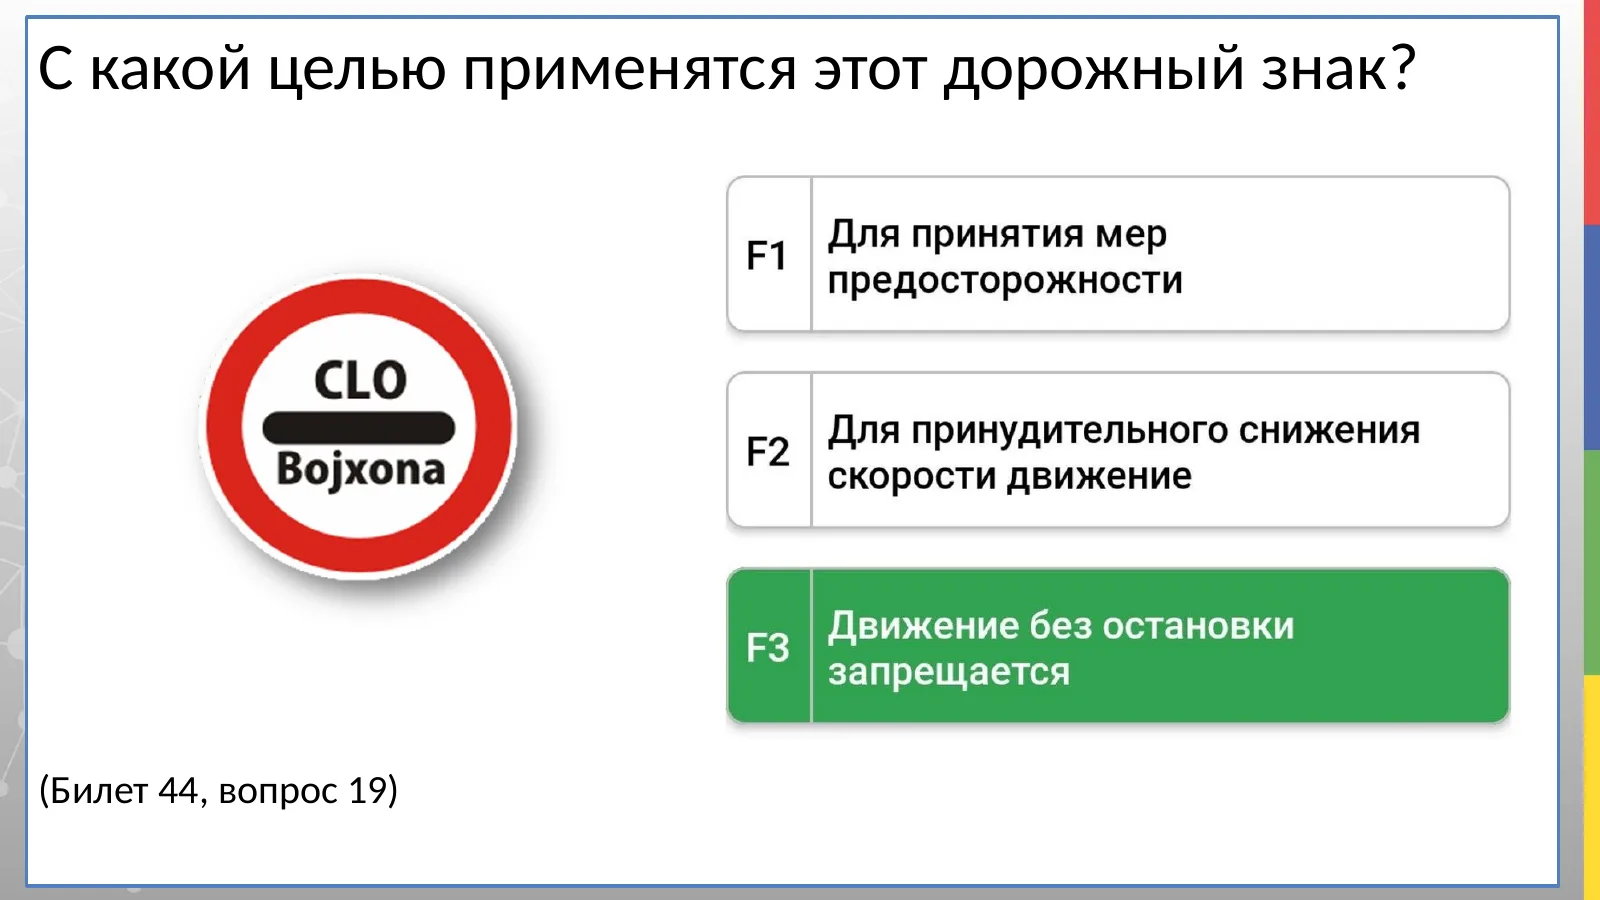 С какой целью применятся этот дорожный знак?
CLO
Bojxona
F1
Для принятия мер
предосторожности
F2
Для принудительного снижения
скорости движение
F3
Движение без остановки
запрещается
(Билет 44, вопрос 19)